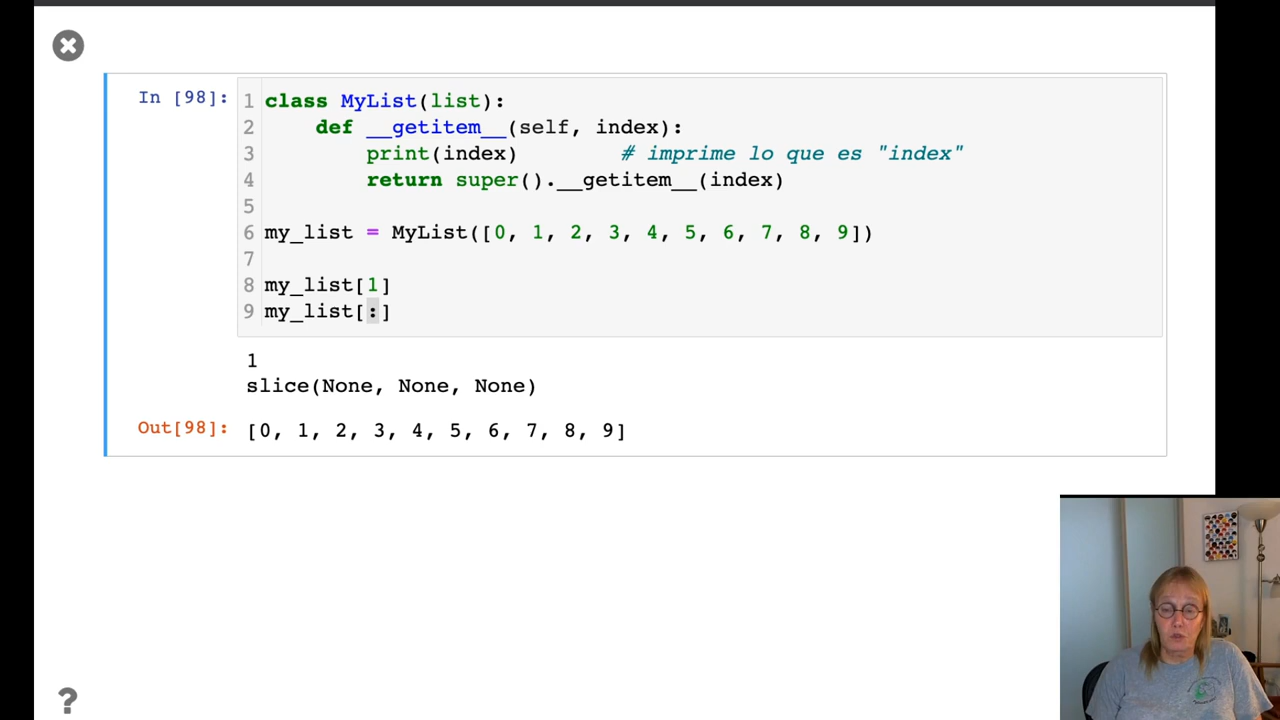 In [98]:
1 class MyList(list):
2     def __getitem__(self, index):
3         print(index)        # imprime lo que es "index"
4         return super().__getitem__(index)
5
6 my_list = MyList([0, 1, 2, 3, 4, 5, 6, 7, 8, 9])
7
8 my_list[1]
9 my_list[:]
1
slice(None, None, None)
Out[98]: [0, 1, 2, 3, 4, 5, 6, 7, 8, 9]
?